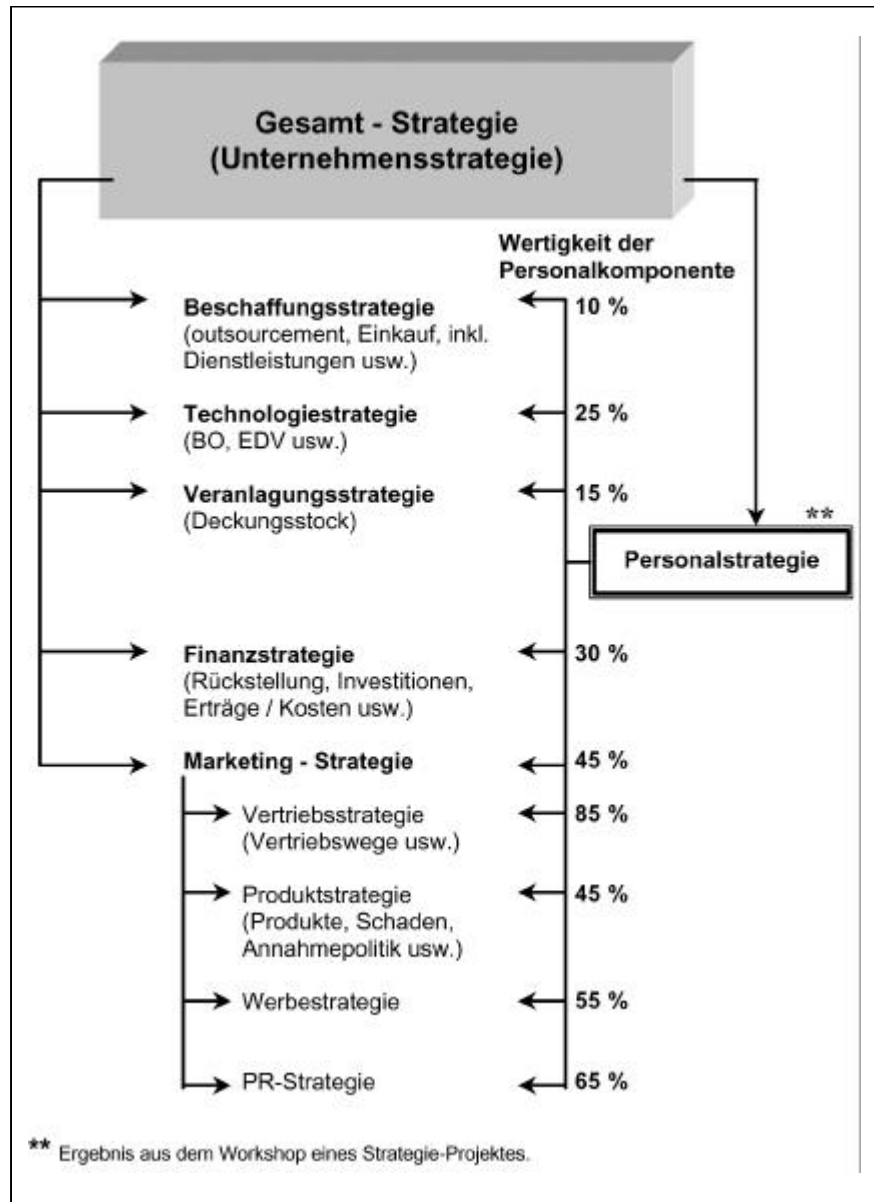 Gesamt - Strategie
(Unternehmensstrategie)
Wertigkeit der
Personalkomponente
Beschaffungsstrategie
(outsourcement, Einkauf, inkl.
Dienstleistungen usw.)
10 %
Technologiestrategie
(BO, EDV usw.)
25 %
Veranlagungsstrategie
(Deckungsstock)
15 %
**
Personalstrategie
Finanzstrategie
(Rückstellung, Investitionen,
Erträge / Kosten usw.)
30 %
Marketing - Strategie
45 %
Vertriebsstrategie
(Vertriebswege usw.)
85 %
Produktstrategie
(Produkte, Schaden,
Annahmepolitik usw.)
45 %
Werbestrategie
55 %
PR-Strategie
65 %
** Ergebnis aus dem Workshop eines Strategie-Projektes.